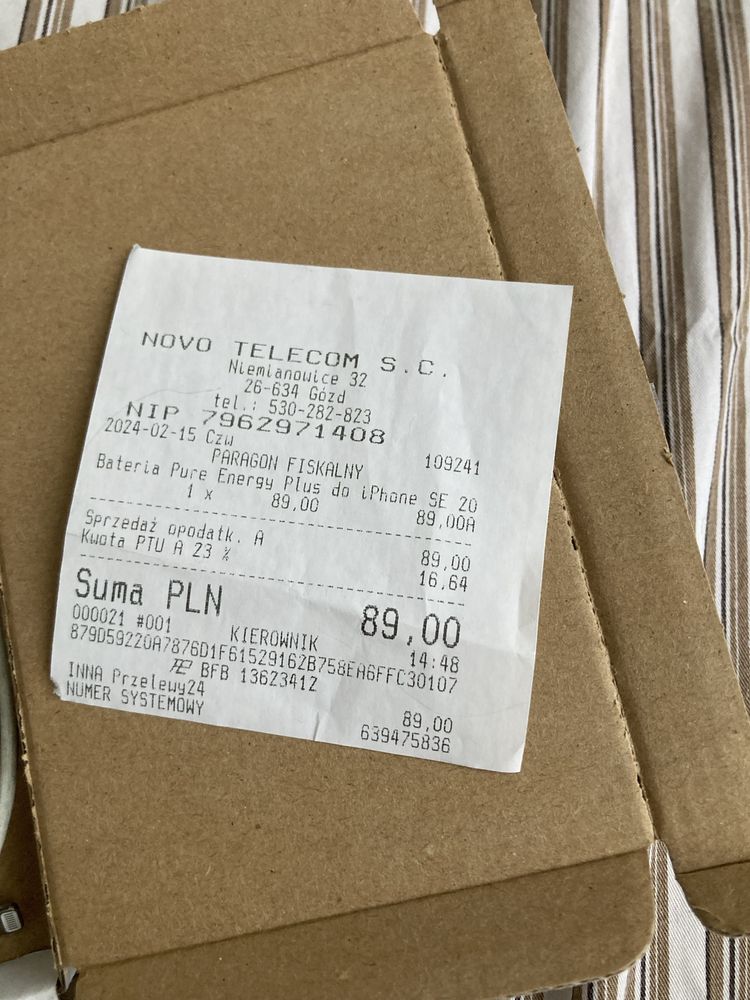 NOVO TELECOM S.C.
Niemianowice 32
26-634 Gózd
tel.: 530-282-823
NIP 7962971408
2024-02-15 Czw 109241
PARAGON FISKALNY
Bateria Pure Energy Plus do iPhone SE 20
1 x 89,00 89,00A
Sprzedaż opodatk. A 89,00
Kwota PTU A 23 % 16,64
Suma PLN 89,00
000021 #001 KIEROWNIK 14:48
879D59220A7876D1F61529162B758EA6FFC30107
BFB 13623412
INNA Przelewy24 89,00
NUMER SYSTEMOWY 639475836